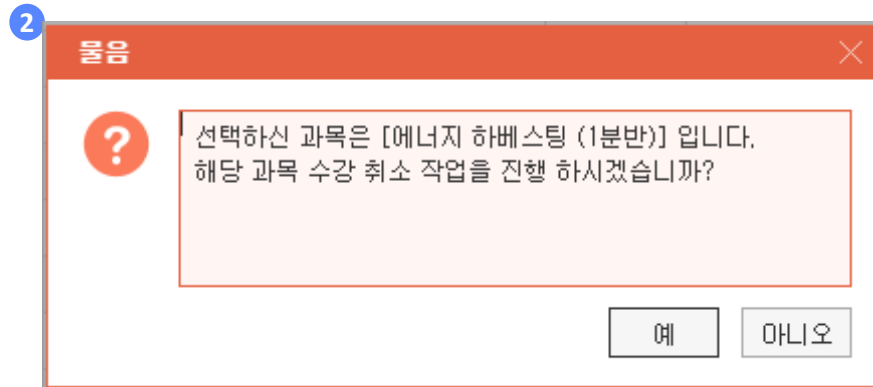 2
물음
선택하신 과목은 [에너지 하베스팅 (1분반)] 입니다.
해당 과목 수강 취소 작업을 진행 하시겠습니까?
예 아니오